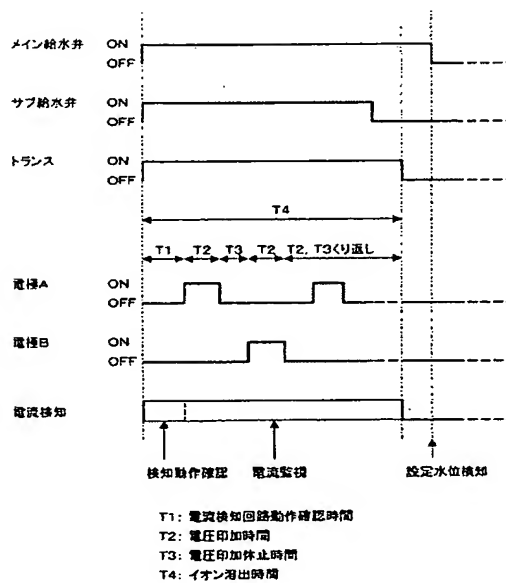 メイン給水弁 ON
OFF
サブ給水弁 ON
OFF
トランス ON
OFF
T4
T1 T2 T3 T2 T2, T3くり返し
電極A ON
OFF
電極B ON
OFF
電流検知
検知動作確認 電流監視 設定水位検知
T1: 電流検知回路動作確認時間
T2: 電圧印加時間
T3: 電圧印加休止時間
T4: イオン溶出時間